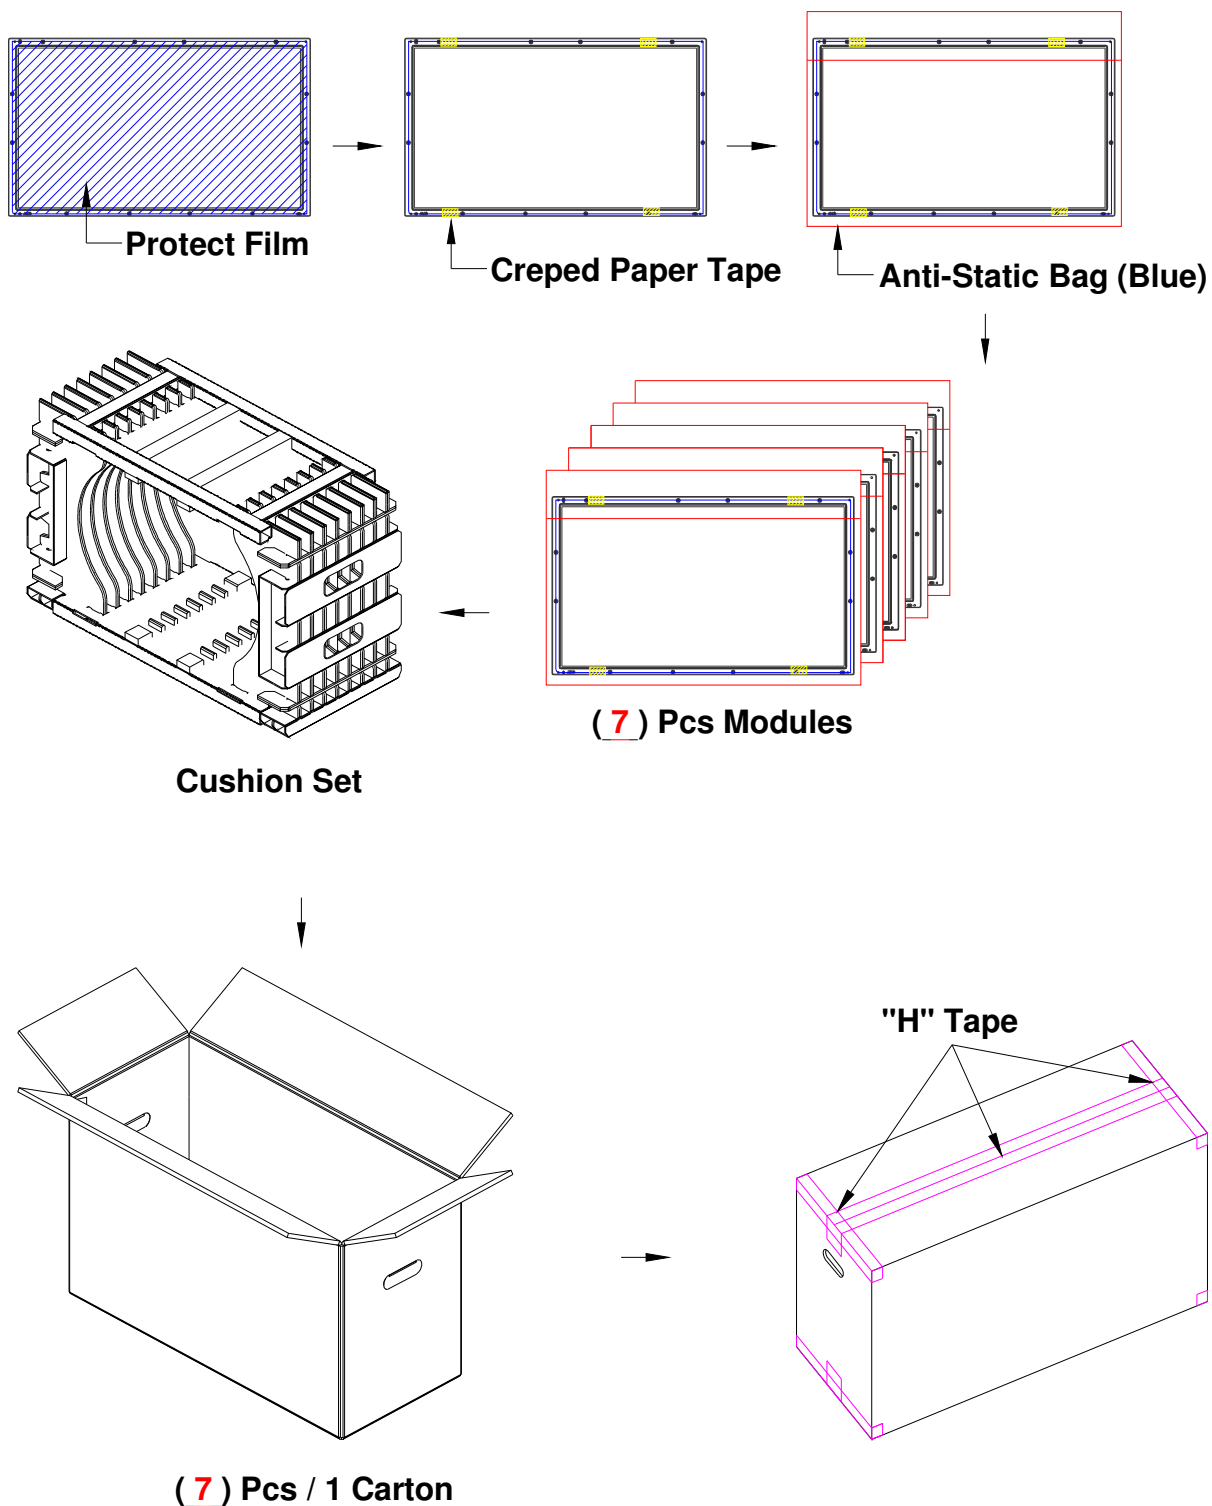 Protect Film
Creped Paper Tape
Anti-Static Bag (Blue)
( 7 ) Pcs Modules
Cushion Set
"H" Tape
( 7 ) Pcs / 1 Carton